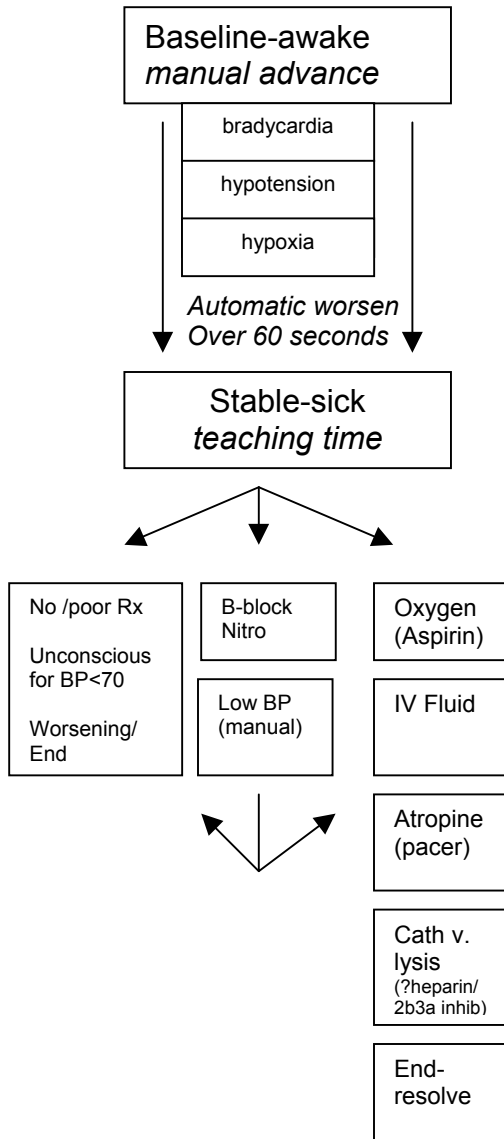 Baseline-awake
manual advance
bradycardia
hypotension
hypoxia
Automatic worsen
Over 60 seconds
Stable-sick
teaching time
No /poor Rx
Unconscious
for BP<70
Worsening/
End
B-block
Nitro
Low BP
(manual)
Oxygen
(Aspirin)
IV Fluid
Atropine
(pacer)
Cath v.
lysis
(?heparin/
2b3a inhib)
End-
resolve